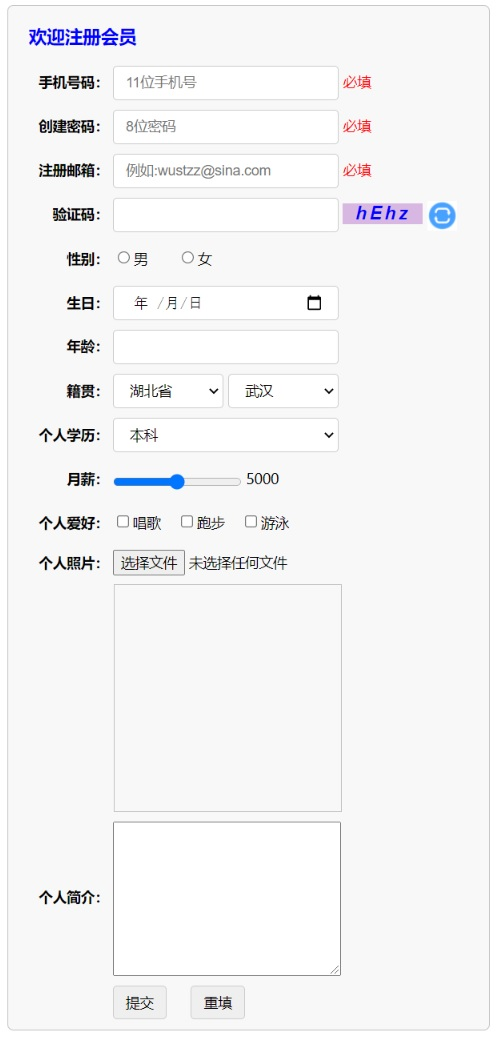 欢迎注册会员
手机号码： 11位手机号 必填
创建密码： 8位密码 必填
注册邮箱： 例如:wustzz@sina.com 必填
验证码： hEhz
性别： 男 女
生日： 年 /月/日
年龄：
籍贯： 湖北省 武汉
个人学历： 本科
月薪： 5000
个人爱好： 唱歌 跑步 游泳
个人照片： 选择文件 未选择任何文件
个人简介：
提交 重填